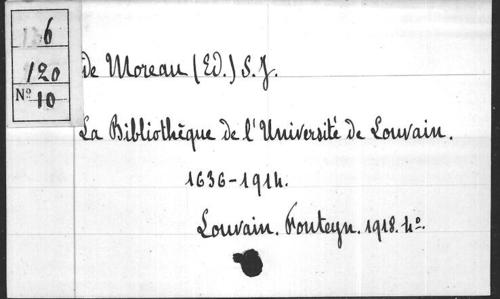 6
120
Nº 10
de Moreau (Ed.) S.J.
La Bibliothèque de l'Université de Louvain.
1636-1914.
Louvain. Fonteyn. 1918. 4º.